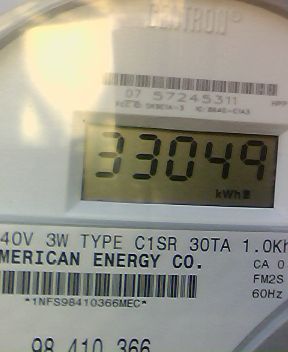 CENTRON®
07 57245311
33049
kWh
40V 3W TYPE C1SR 30TA 1.0Kh
MERICAN ENERGY CO.
CA 0
FM2S
*1NFS98410366MEC*
60Hz
98 410 366